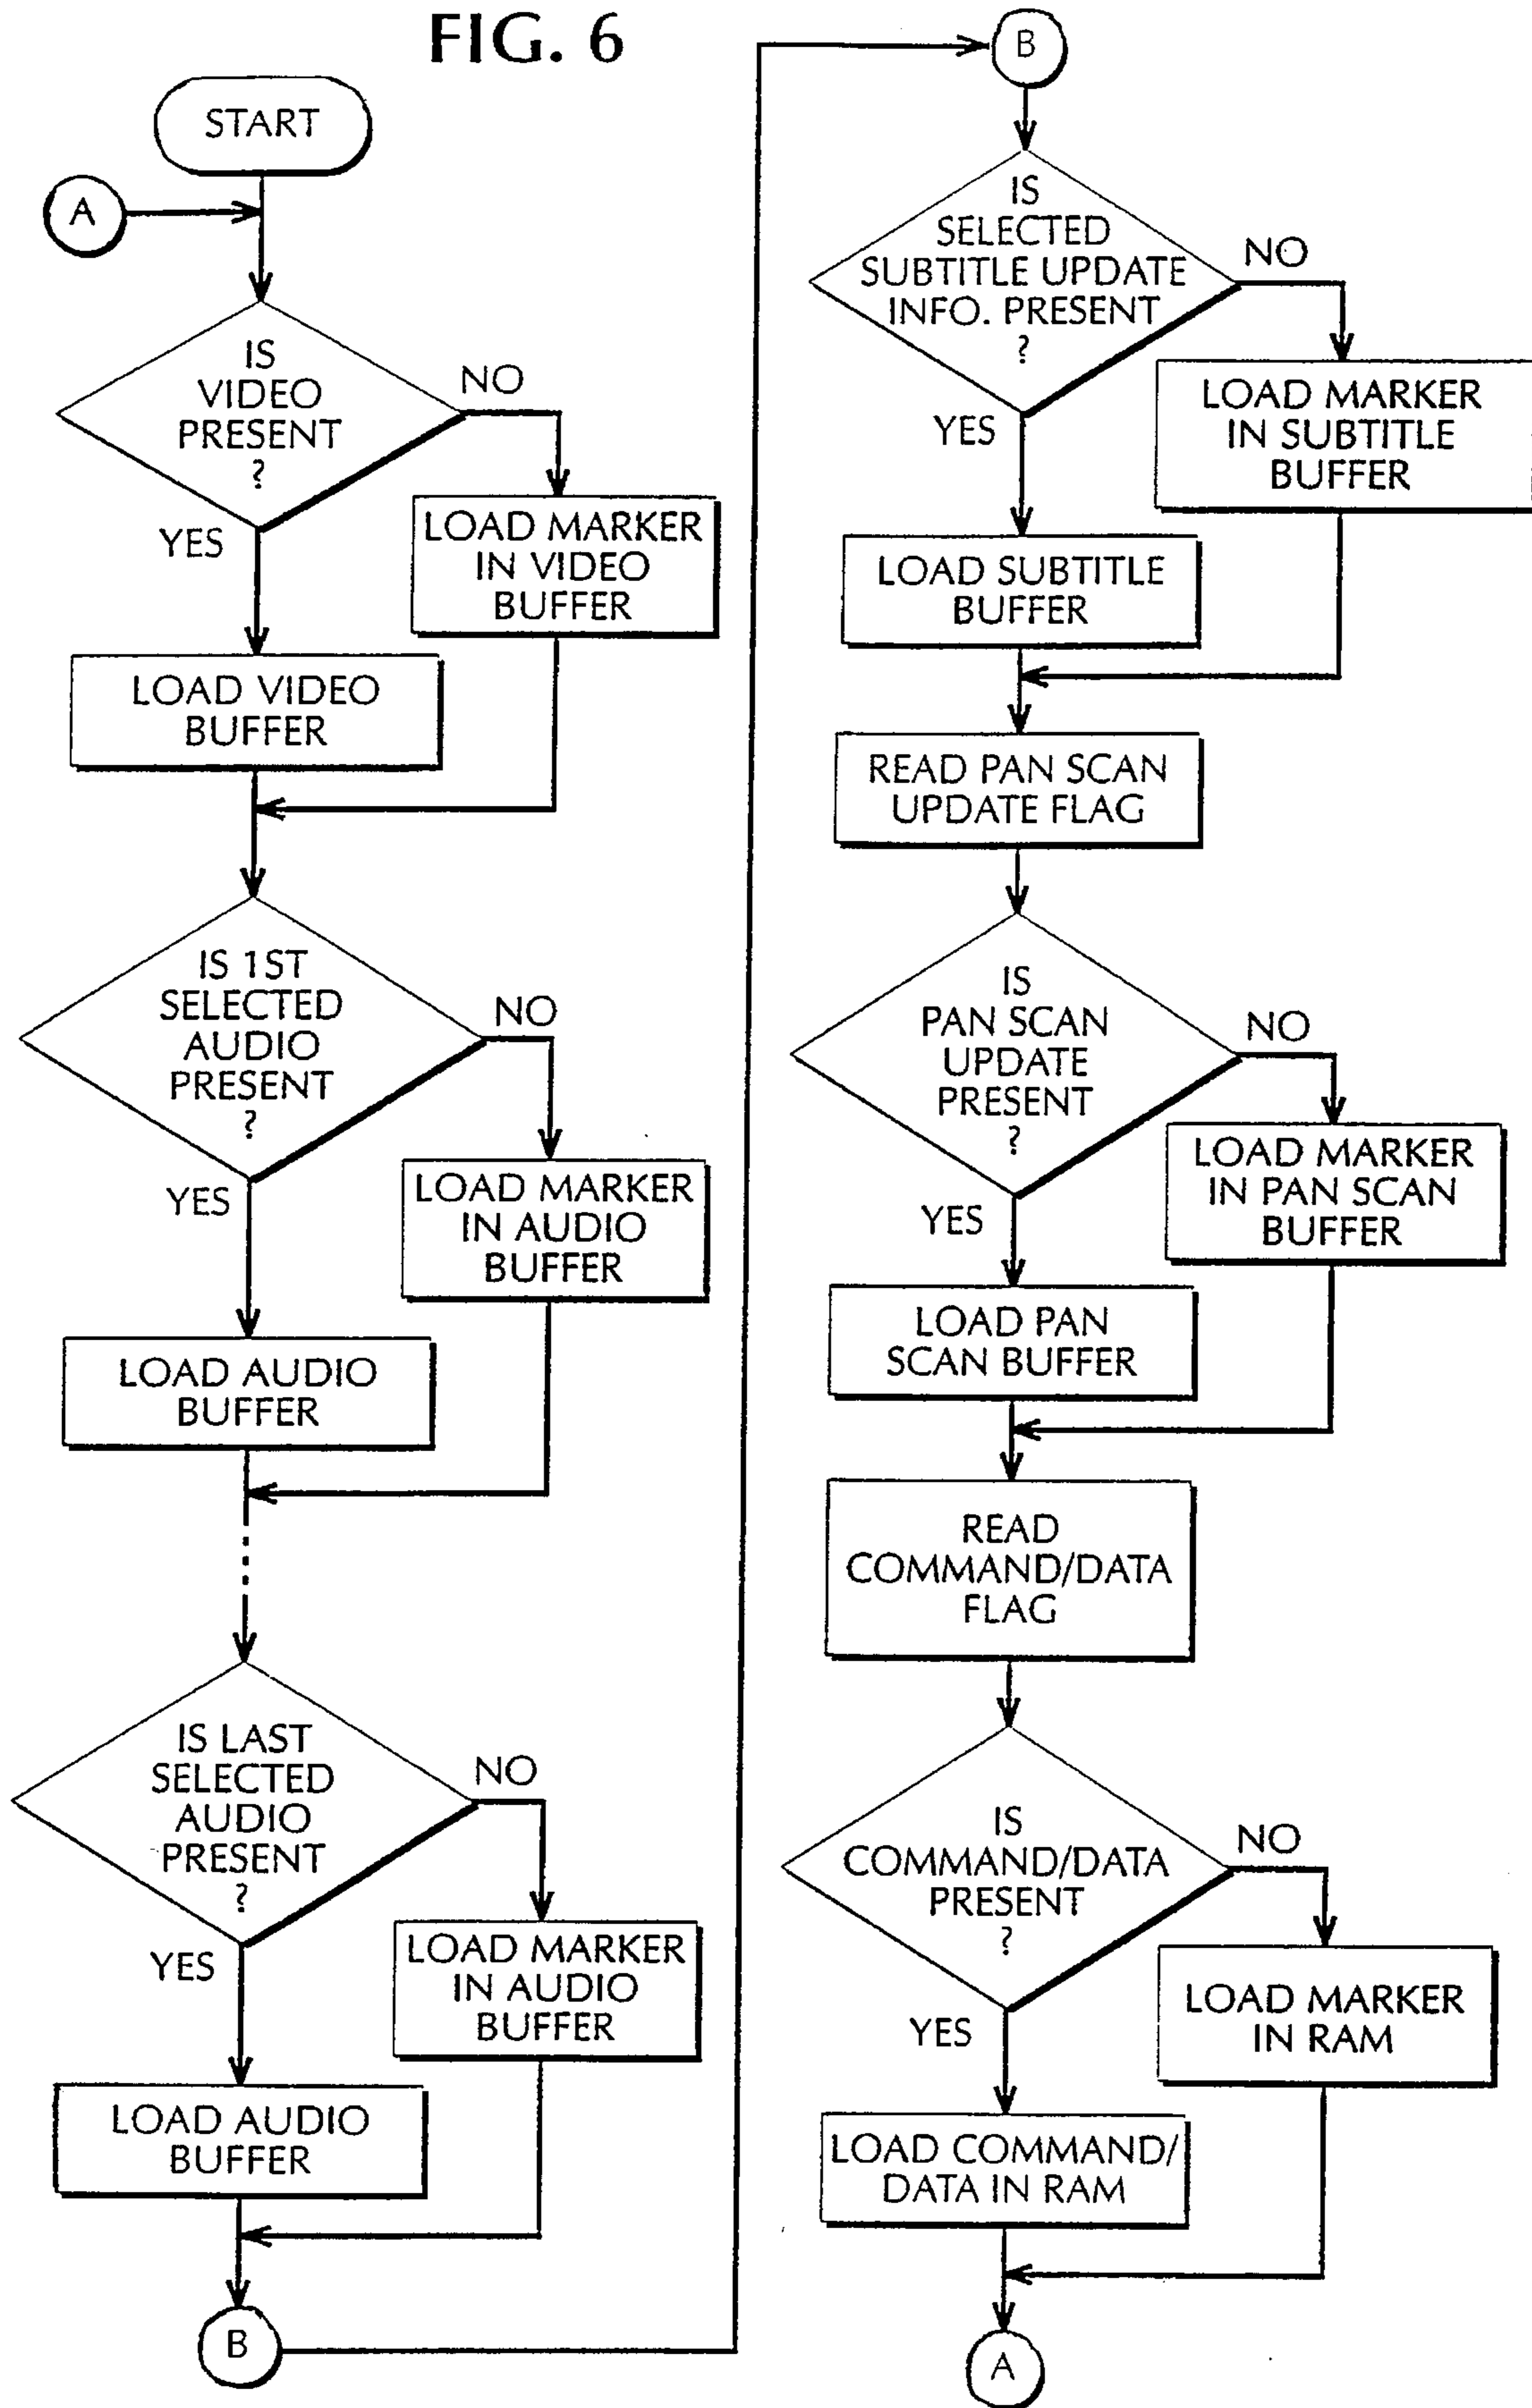 FIG. 6
START
A
IS
VIDEO
PRESENT
?
NO
YES
LOAD MARKER
IN VIDEO
BUFFER
LOAD VIDEO
BUFFER
IS 1ST
SELECTED
AUDIO
PRESENT
?
NO
YES
LOAD MARKER
IN AUDIO
BUFFER
LOAD AUDIO
BUFFER
IS LAST
SELECTED
AUDIO
PRESENT
?
NO
YES
LOAD MARKER
IN AUDIO
BUFFER
LOAD AUDIO
BUFFER
B
B
IS
SELECTED
SUBTITLE UPDATE
INFO. PRESENT
?
NO
YES
LOAD MARKER
IN SUBTITLE
BUFFER
LOAD SUBTITLE
BUFFER
READ PAN SCAN
UPDATE FLAG
IS
PAN SCAN
UPDATE
PRESENT
?
NO
YES
LOAD MARKER
IN PAN SCAN
BUFFER
LOAD PAN
SCAN BUFFER
READ
COMMAND/DATA
FLAG
IS
COMMAND/DATA
PRESENT
?
NO
YES
LOAD MARKER
IN RAM
LOAD COMMAND/
DATA IN RAM
A